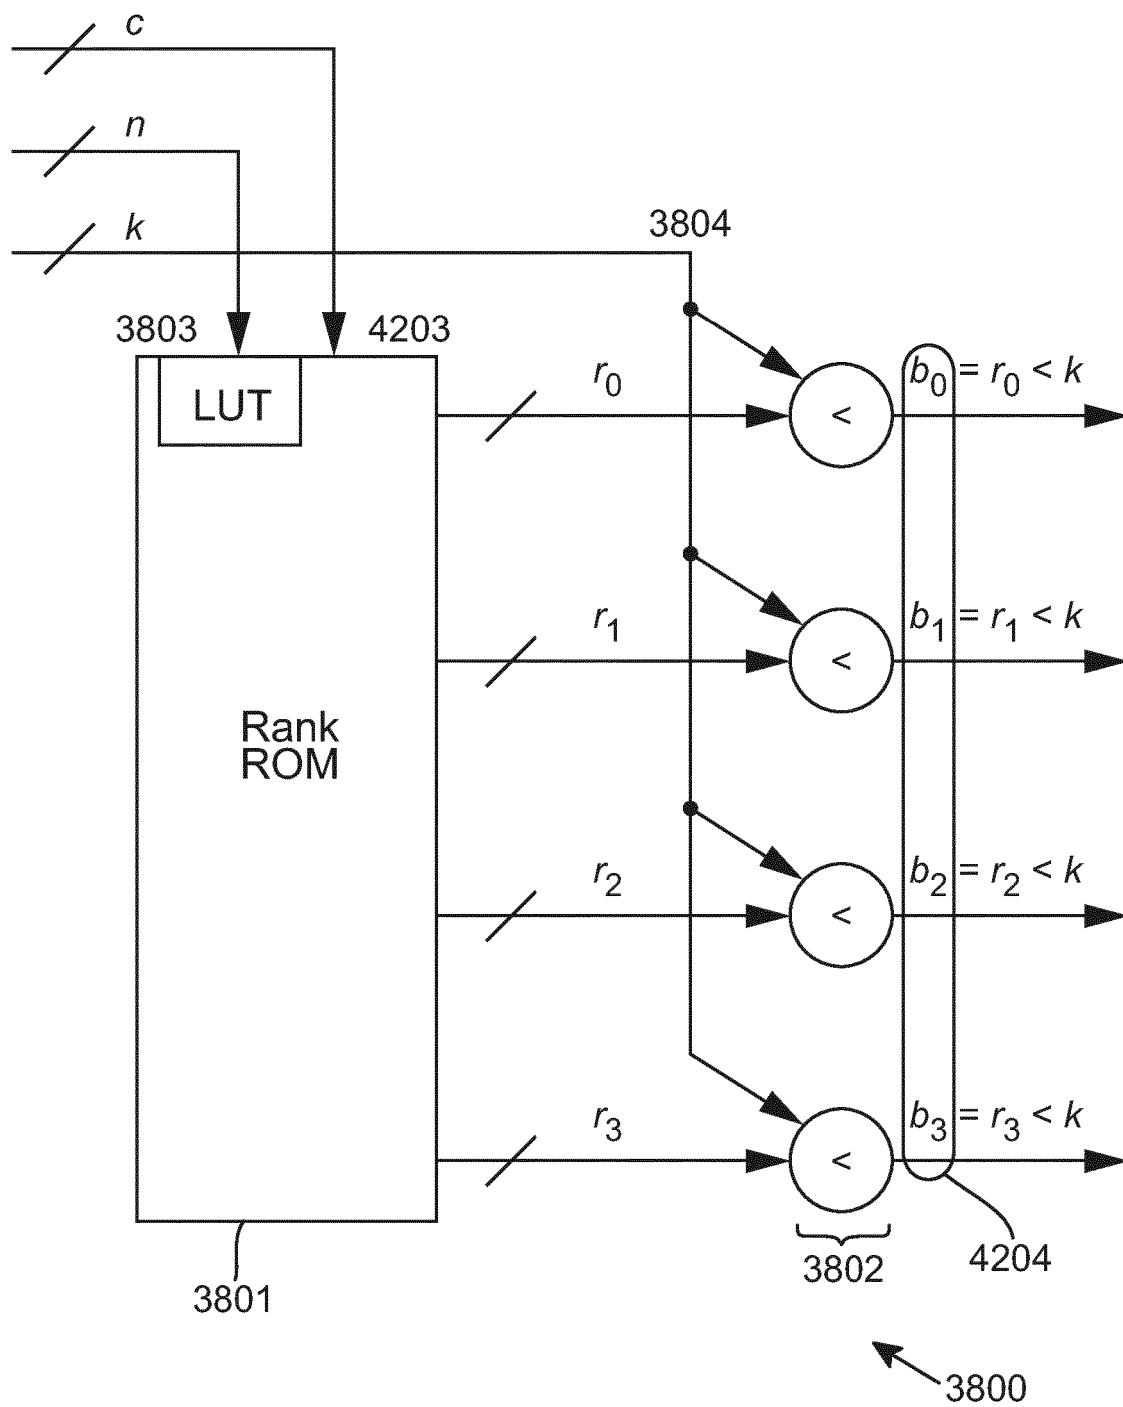 c
n
k
3804
3803
4203
LUT
r0
b0 = r0 < k
<
r1
b1 = r1 < k
<
Rank
ROM
r2
b2 = r2 < k
<
r3
b3 = r3 < k
<
3802
4204
3801
3800